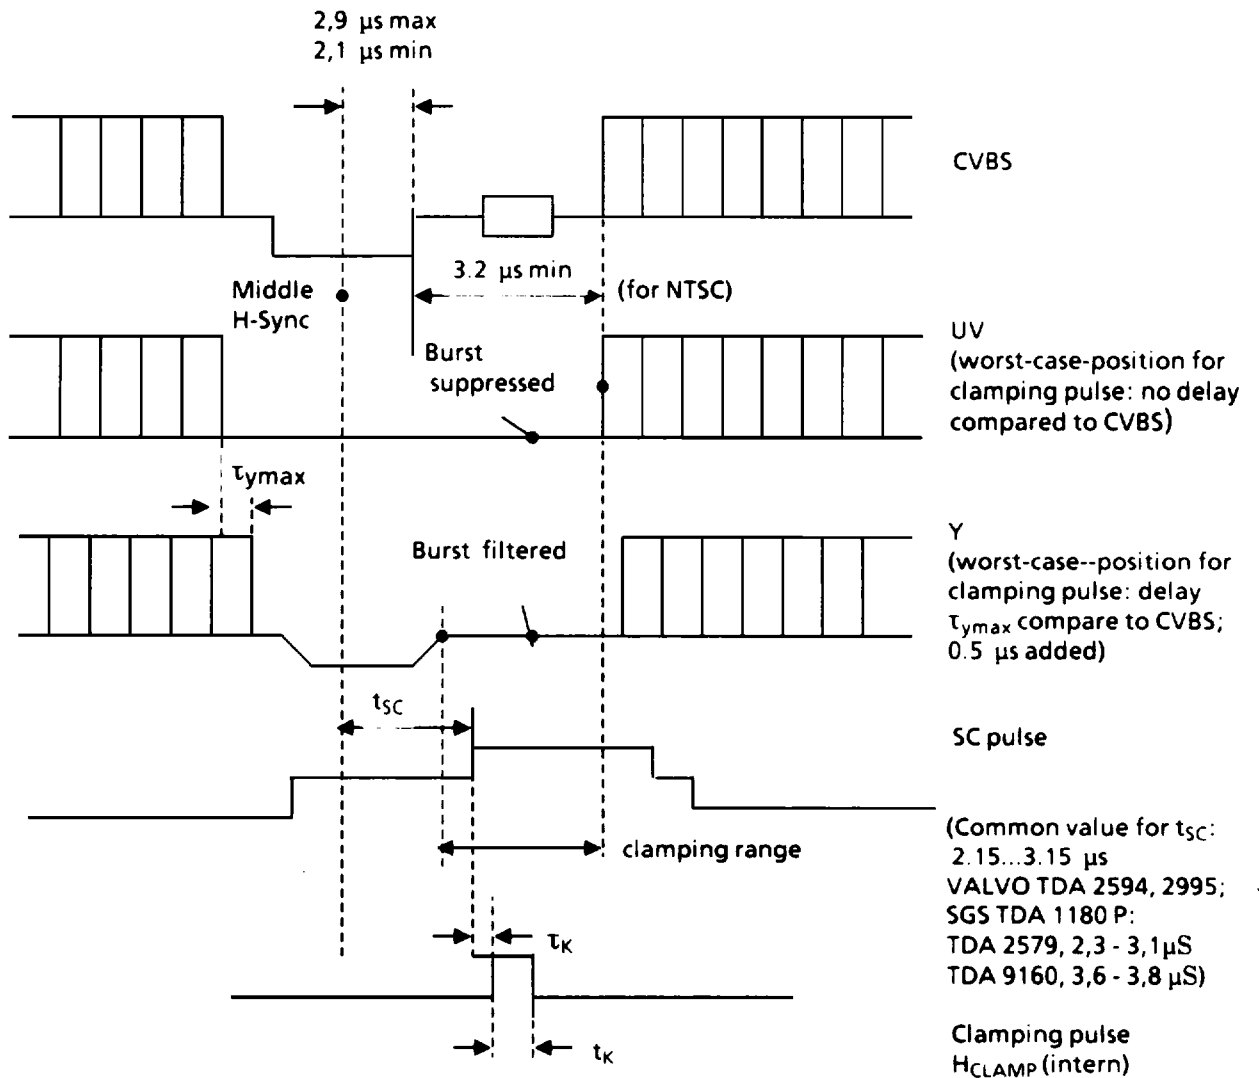 2,9 μs max
2,1 μs min
CVBS
3.2 μs min
(for NTSC)
Middle
H-Sync
UV
(worst-case-position for
clamping pulse: no delay
compared to CVBS)
Burst
suppressed
τymax
Y
(worst-case--position for
clamping pulse: delay
τymax compare to CVBS;
0.5 μs added)
Burst filtered
tSC
SC pulse
(Common value for tSC:
2.15...3.15 μs
VALVO TDA 2594, 2995;
SGS TDA 1180 P:
TDA 2579, 2,3 - 3,1μS
TDA 9160, 3,6 - 3,8 μS)
clamping range
τK
tK
Clamping pulse
HCLAMP (intern)